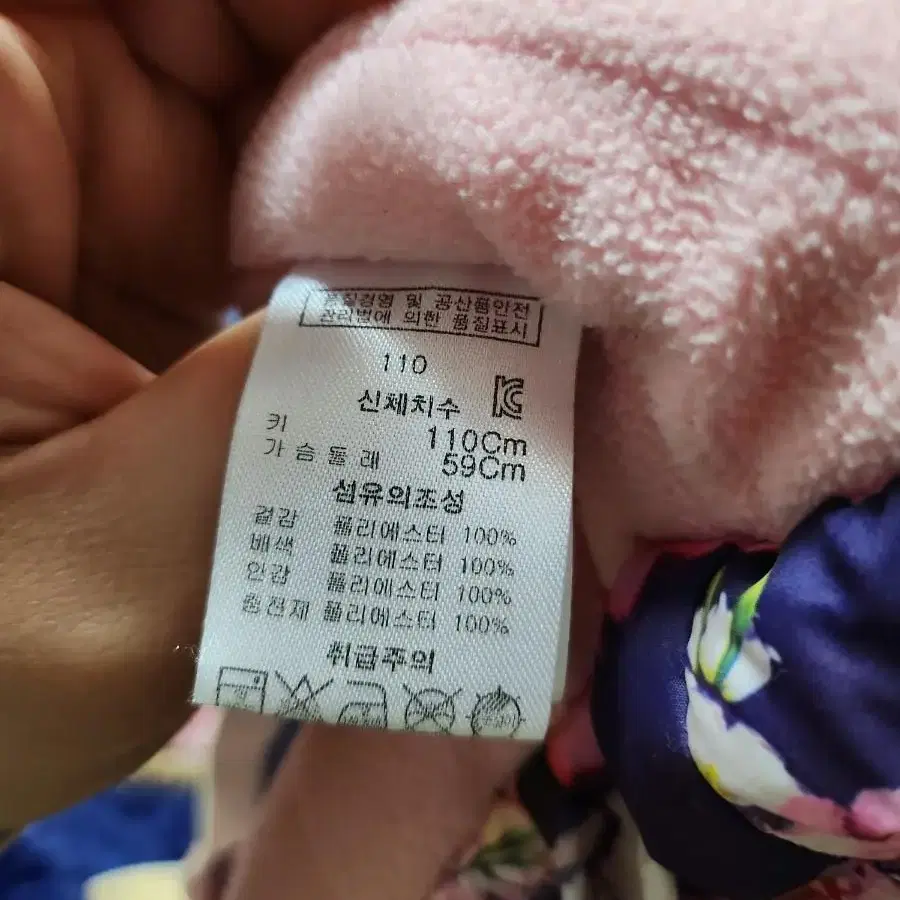 품질경영 및 공산품안전
관리법에 의한 품질표시
110
신체치수
키 110Cm
가슴둘레 59Cm
섬유의조성
겉감 폴리에스터 100%
배색 폴리에스터 100%
안감 폴리에스터 100%
충전재 폴리에스터 100%
취급주의